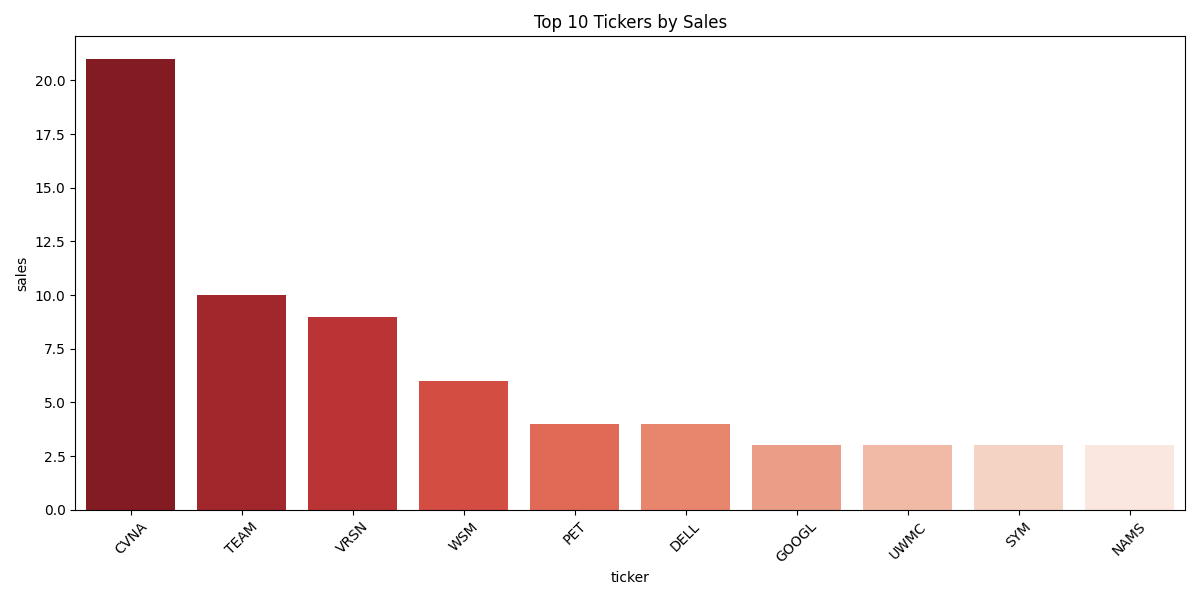 Top 10 Tickers by Sales
sales
20.0
17.5
15.0
12.5
10.0
7.5
5.0
2.5
0.0
CVNA
TEAM
VRSN
WSM
PET
DELL
GOOGL
UWMC
SYM
NAMS
ticker